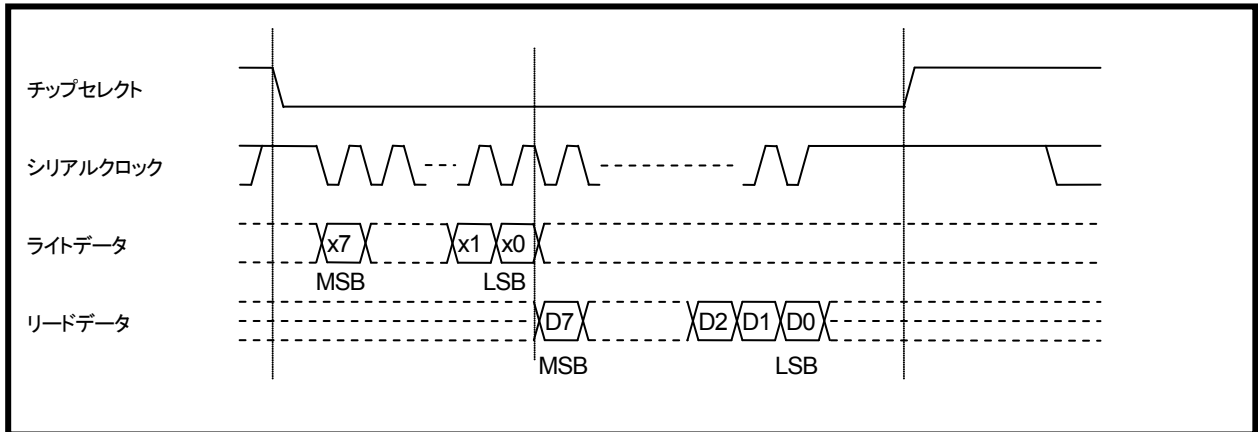 チップセレクト
シリアルクロック
ライトデータ
x7 x1 x0
MSB LSB
リードデータ
D7 D2 D1 D0
MSB LSB